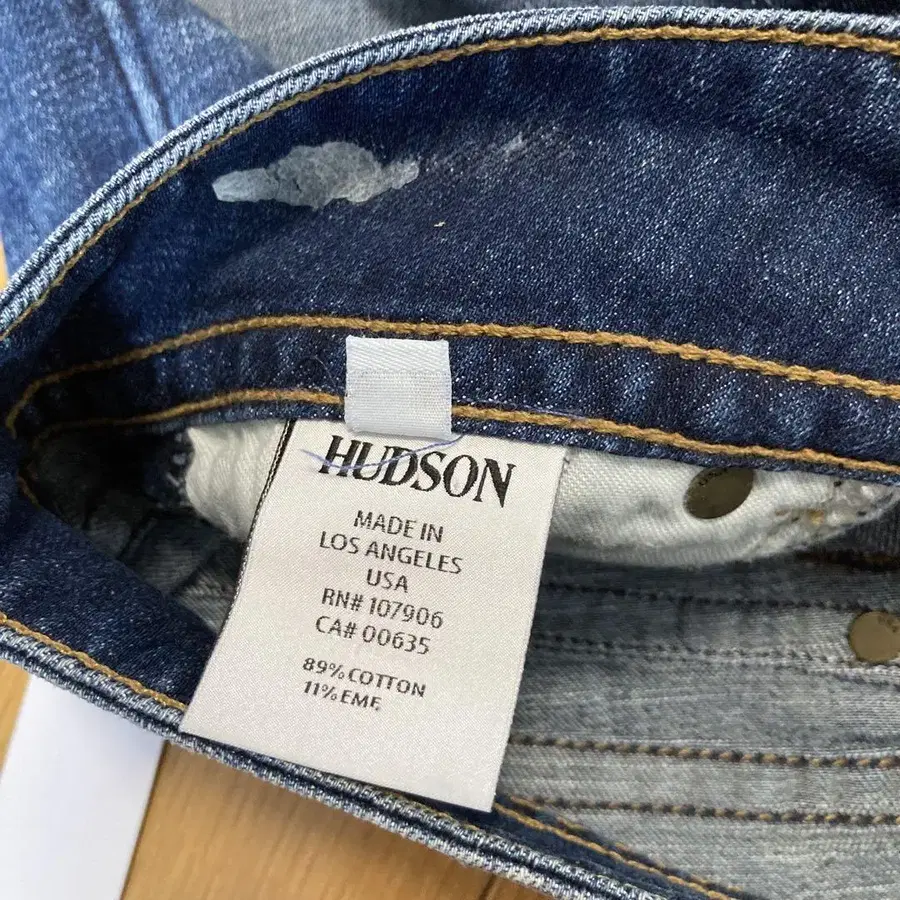 HUDSON
MADE IN
LOS ANGELES
USA
RN# 107906
CA# 00635
89% COTTON
11% EME